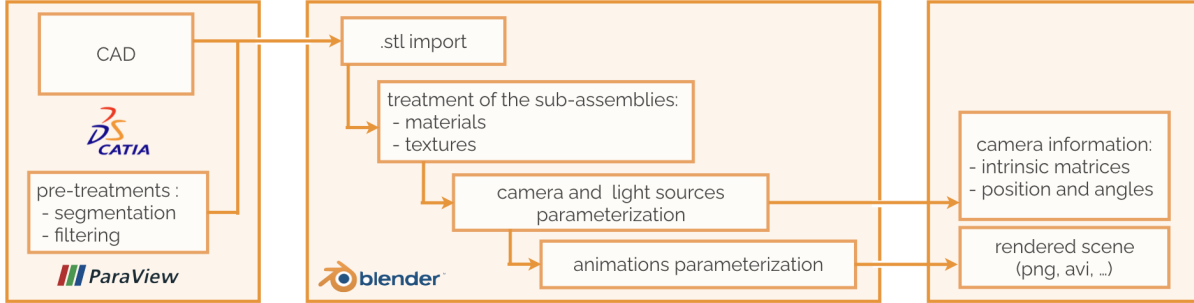 CAD
CATIA
pre-treatments :
- segmentation
- filtering
ParaView
.stl import
treatment of the sub-assemblies:
- materials
- textures
camera and light sources
parameterization
animations parameterization
blender
camera information:
- intrinsic matrices
- position and angles
rendered scene
(png, avi, ...)